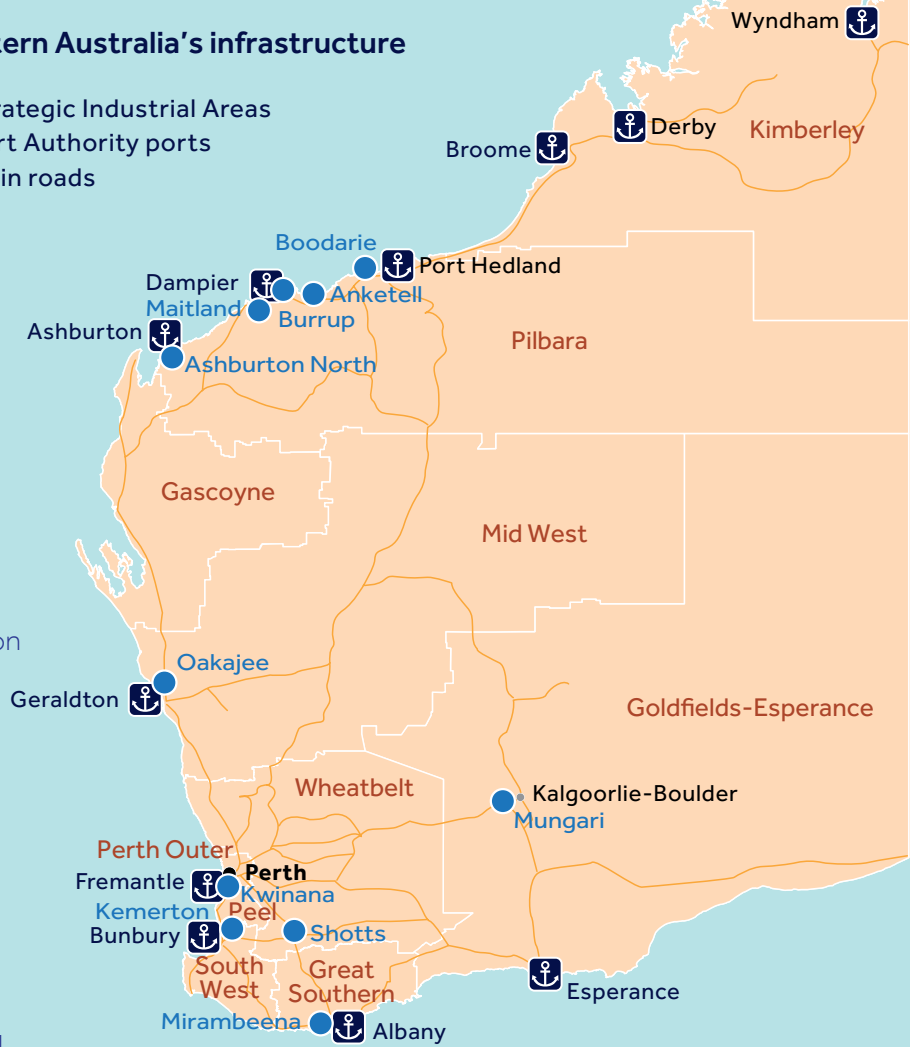 tern Australia's infrastructure
rategic Industrial Areas
rt Authority ports
in roads
Wyndham
Derby
Kimberley
Broome
Boodarie
Port Hedland
Dampier
Anketell
Maitland
Burrup
Ashburton
Pilbara
Ashburton North
Gascoyne
Mid West
on
Oakajee
Geraldton
Goldfields-Esperance
Wheatbelt
Kalgoorlie-Boulder
Mungari
Perth Outer
Perth
Fremantle
Kwinana
Kemerton
Peel
Bunbury
Shotts
South
West
Great
Southern
Esperance
Mirambeena
Albany